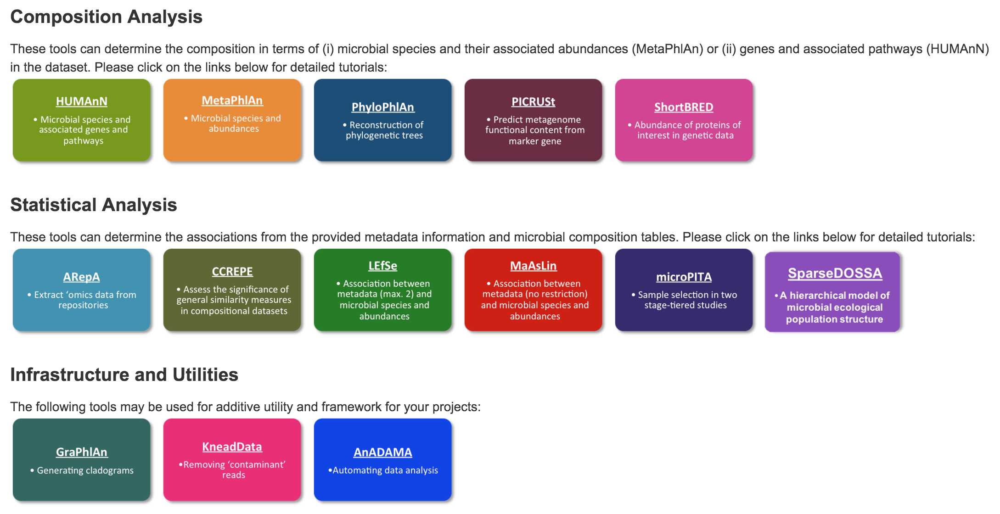 Composition Analysis
These tools can determine the composition in terms of (i) microbial species and their associated abundances (MetaPhlAn) or (ii) genes and associated pathways (HUMAnN)
in the dataset. Please click on the links below for detailed tutorials:
HUMAnN
• Microbial species and
associated genes and
pathways
MetaPhlAn
• Microbial species and
abundances
PhyloPhlAn
• Reconstruction of
phylogenetic trees
PICRUSt
• Predict metagenome
functional content from
marker gene
ShortBRED
• Abundance of proteins of
interest in genetic data
Statistical Analysis
These tools can determine the associations from the provided metadata information and microbial composition tables. Please click on the links below for detailed tutorials:
ARepA
• Extract ‘omics data from
repositories
CCREPE
• Assess the significance of
general similarity measures
in compositional datasets
LEfSe
• Association between
metadata (max. 2) and
microbial species and
abundances
MaAsLin
• Association between
metadata (no restriction)
and microbial species and
abundances
microPITA
• Sample selection in two
stage-tiered studies
SparseDOSSA
• A hierarchical model of
microbial ecological
population structure
Infrastructure and Utilities
The following tools may be used for additive utility and framework for your projects:
GraPhlAn
• Generating cladograms
KneadData
•Removing ‘contaminant’
reads
AnADAMA
•Automating data analysis